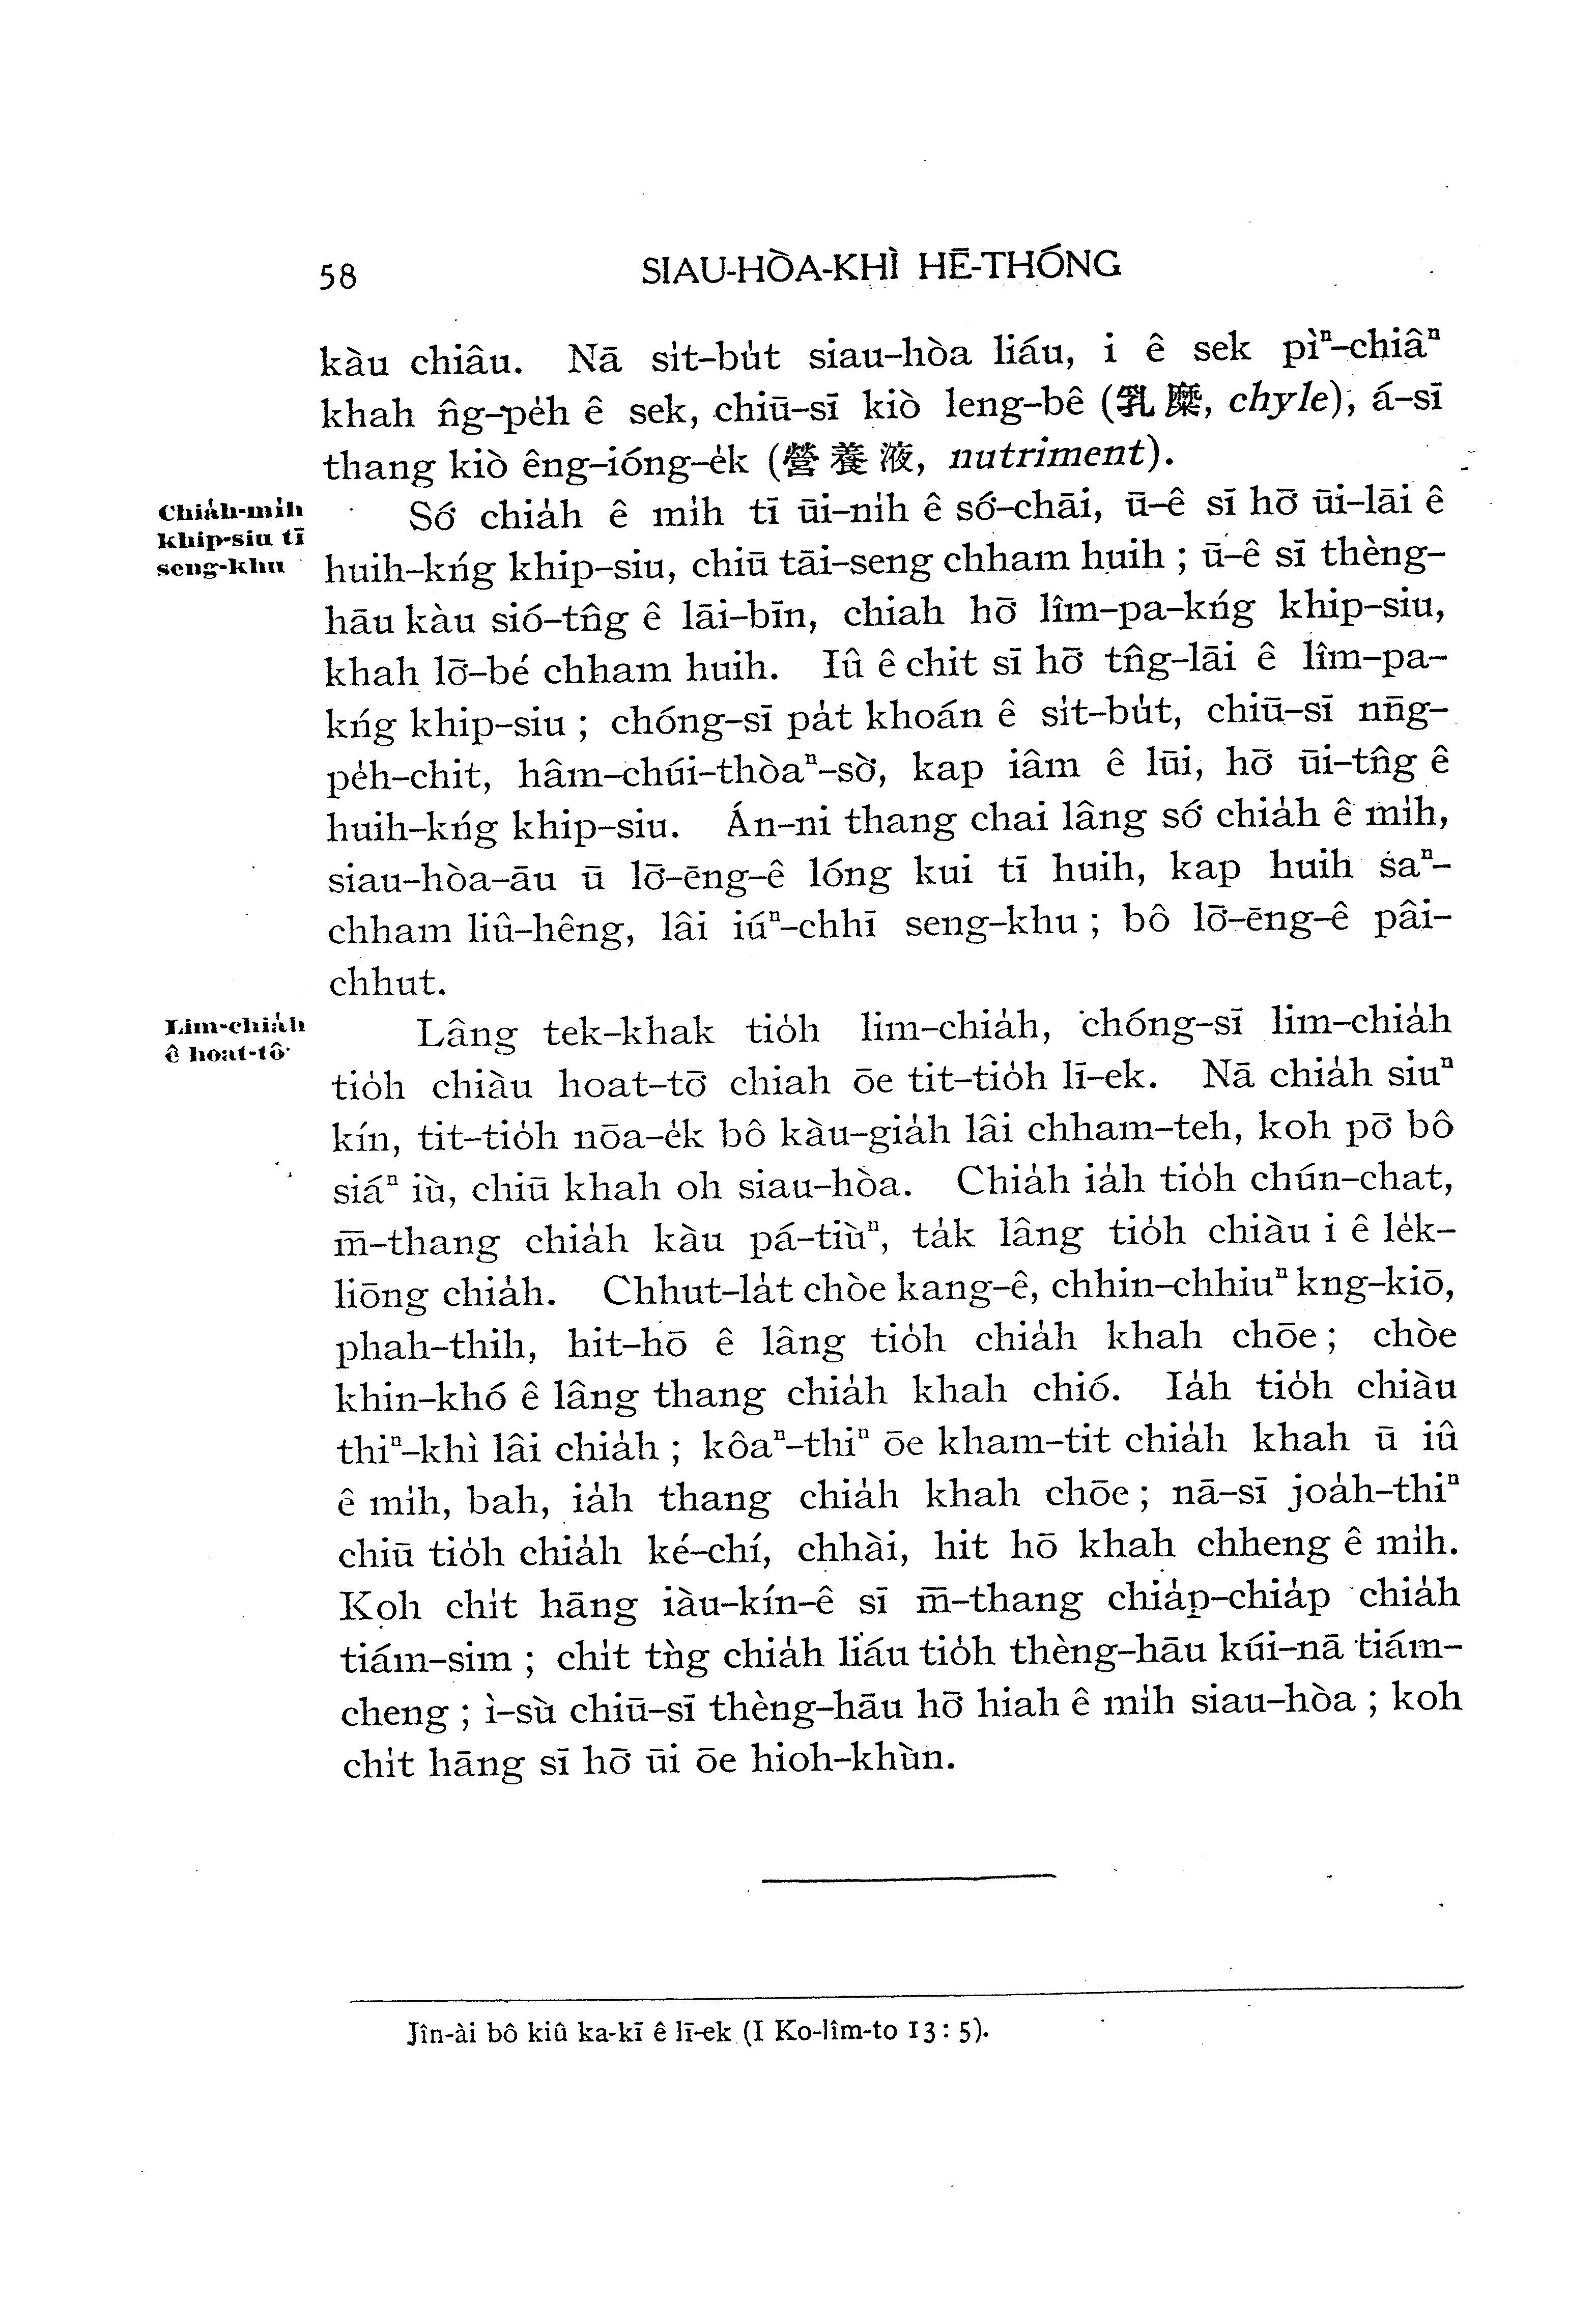 58 SIAU-HÒA-KHÌ HĒ-THÓNG
kàu chiâu. Nā si̍t-bu̍t siau-hòa liáu, i ê sek pìⁿ-chiâⁿ
khah n̂g-pe̍h ê sek, chiū-sī kiò leng-bê (乳糜, chyle), á-sī
thang kiò êng-ióng-e̍k (營養液, nutriment).
Chia̍h-mi̍h
khip-siu tī
seng-khu
Só͘ chia̍h ê mi̍h tī ūi-ni̍h ê só͘-chāi, ū-ê sī hō͘ ūi-lāi ê
huih-kńg khip-siu, chiū tāi-seng chham huih ; ū-ê sī thèng-
hāu kàu sió-tn̂g ê lāi-bīn, chiah hō͘ lîm-pa-kńg khip-siu,
khah lō͘-bé chham huih. Iû ê chit sī hō͘ tn̂g-lāi ê lîm-pa-
kńg khip-siu ; chóng-sī pa̍t khoán ê si̍t-bu̍t, chiū-sī nn̄g-
pe̍h-chit, hâm-chúi-thòaⁿ-sò͘, kap iâm ê lūi, hō͘ ūi-tn̂g ê
huih-kńg khip-siu. Án-ni thang chai lâng só͘ chia̍h ê mi̍h,
siau-hòa-āu ū lō͘-ēng-ê lóng kui tī huih, kap huih saⁿ-
chham liû-hêng, lâi iúⁿ-chhī seng-khu ; bô lō͘-ēng-ê pâi-
chhut.
Lim-chia̍h
ê hoat-tō͘
Lâng tek-khak tio̍h lim-chia̍h, chóng-sī lim-chia̍h
tio̍h chiàu hoat-tō͘ chiah ōe tit-tio̍h lī-ek. Nā chia̍h siuⁿ
kín, tit-tio̍h nōa-e̍k bô kàu-gia̍h lâi chham-teh, koh pō͘ bô
siáⁿ iù, chiū khah oh siau-hòa. Chia̍h ia̍h tio̍h chún-chat,
m̄-thang chia̍h kàu pá-tiùⁿ, ta̍k lâng tio̍h chiàu i ê le̍k-
liōng chia̍h. Chhut-la̍t chòe kang-ê, chhin-chhiuⁿ kng-kiō,
phah-thih, hit-hō ê lâng tio̍h chia̍h khah chōe ; chòe
khin-khó ê lâng thang chia̍h khah chió. Ia̍h tio̍h chiàu
thiⁿ-khì lâi chia̍h ; kôaⁿ-thiⁿ ōe kham-tit chia̍h khah ū iû
ê mi̍h, bah, ia̍h thang chia̍h khah chōe ; nā-sī joa̍h-thiⁿ
chiū tio̍h chia̍h ké-chí, chhài, hit hō khah chheng ê mi̍h.
Koh chi̍t hāng iàu-kín-ê sī m̄-thang chia̍p-chia̍p chia̍h
tiám-sim ; chi̍t tǹg chia̍h liáu tio̍h thèng-hāu kúi-nā tiám-
cheng ; ì-sù chiū-sī thèng-hāu hō͘ hiah ê mi̍h siau-hòa ; koh
chi̍t hāng sī hō͘ ūi ōe hioh-khùn.
Jîn-ài bô kiû ka-kī ê lī-ek (I Ko-lîm-to 13 : 5).